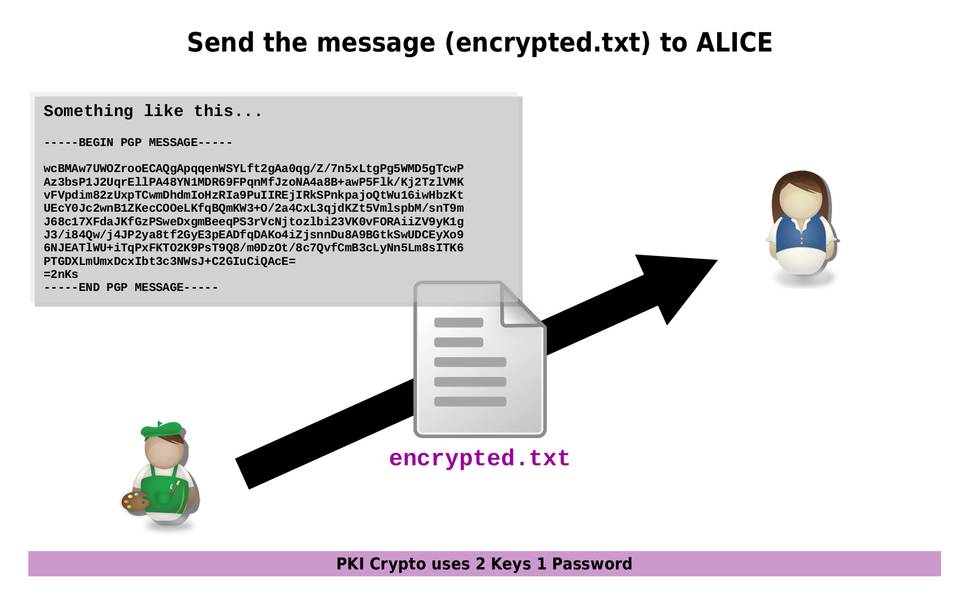 Send the message (encrypted.txt) to ALICE
Something like this...
-----BEGIN PGP MESSAGE-----
wcBMAw7UWOZrooECAQgApqqenWSYLft2gAa0qg/Z/7n5xLtgPg5WMD5gTcwP
Az3bsP1J2UqrEllPA48YN1MDR69FPqnMfJzoNA4a8B+awP5Flk/Kj2TzlVMK
vFVpdim82zUxpTCwmDhdmIoHzRIa9PuIIREjIRkSPnkpajoQtWu16iwHbzKt
UEcY0Jc2wnB1ZKecCOOeLKfqBQmKW3+O/2a4CxL3qjdKZt5VmlspbM/snT9m
J68c17XFdaJKfGzPSweDxgmBeeqPS3rVcNjtozlbi23VK0vFORAiiZV9yK1g
J3/i84Qw/j4JP2ya8tf2GyE3pEADfqDAKo4iZjsnnDu8A9BGtkSwUDCEyXo9
6NJEATlWU+iTqPxFKTO2K9PsT9Q8/m0DzOt/8c7QvfCmB3cLyNn5Lm8sITK6
PTGDXLmUmxDcxIbt3c3NWsJ+C2GIuCiQAcE=
=2nKs
-----END PGP MESSAGE-----
encrypted.txt
PKI Crypto uses 2 Keys 1 Password